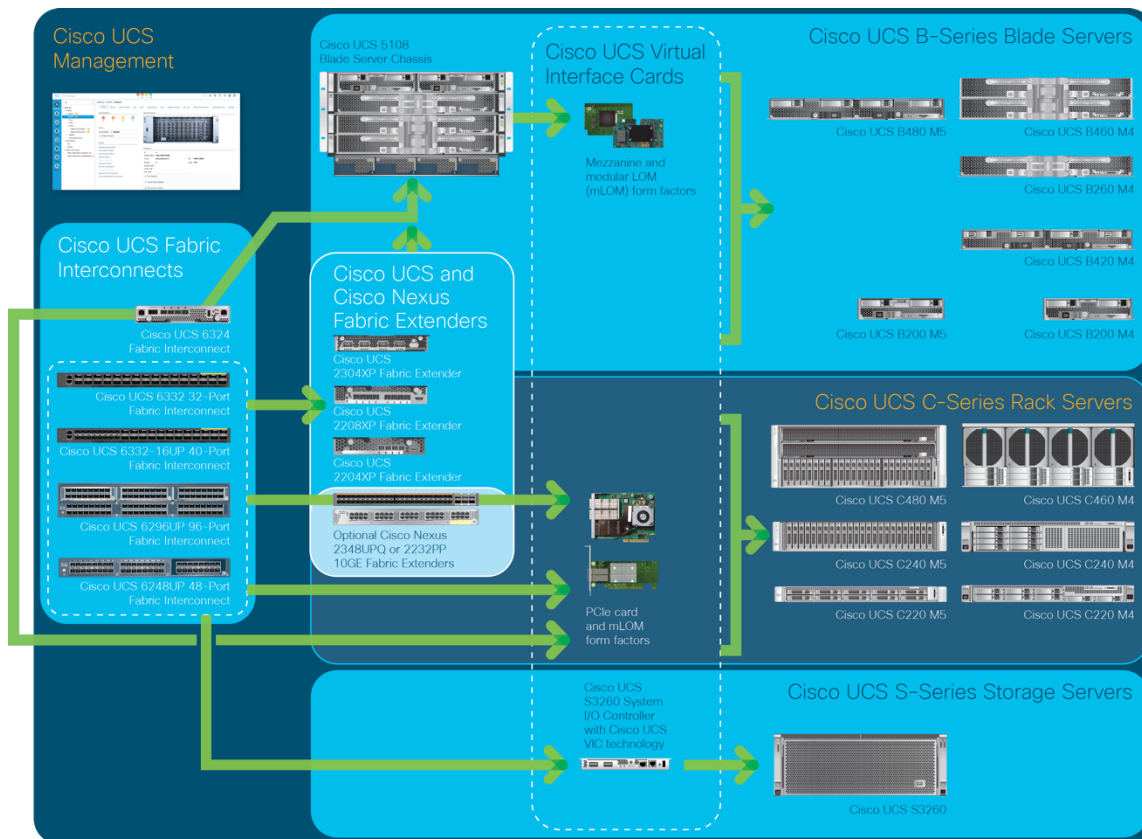 Cisco UCS
Management
Cisco UCS 5108
Blade Server Chassis
Cisco UCS Virtual
Interface Cards
Mezzanine and
modular LOM
(mLOM) form factors
Cisco UCS B-Series Blade Servers
Cisco UCS B480 M5
Cisco UCS B460 M4
Cisco UCS B260 M4
Cisco UCS B420 M4
Cisco UCS B200 M5
Cisco UCS B200 M4
Cisco UCS Fabric
Interconnects
Cisco UCS 6324
Fabric Interconnect
Cisco UCS 6332 32-Port
Fabric Interconnect
Cisco UCS 6332-16UP 40-Port
Fabric Interconnect
Cisco UCS 6296UP 96-Port
Fabric Interconnect
Cisco UCS 6248UP 48-Port
Fabric Interconnect
Cisco UCS and
Cisco Nexus
Fabric Extenders
Cisco UCS
2304XP Fabric Extender
Cisco UCS
2208XP Fabric Extender
Cisco UCS
2204XP Fabric Extender
Optional Cisco Nexus
2348UPQ or 2232PP
10GE Fabric Extenders
PCIe card
and mLOM
form factors
Cisco UCS C-Series Rack Servers
Cisco UCS C480 M5
Cisco UCS C460 M4
Cisco UCS C240 M5
Cisco UCS C240 M4
Cisco UCS C220 M5
Cisco UCS C220 M4
Cisco UCS
S3260 System
I/O Controller
with Cisco UCS
VIC technology
Cisco UCS S-Series Storage Servers
Cisco UCS S3260